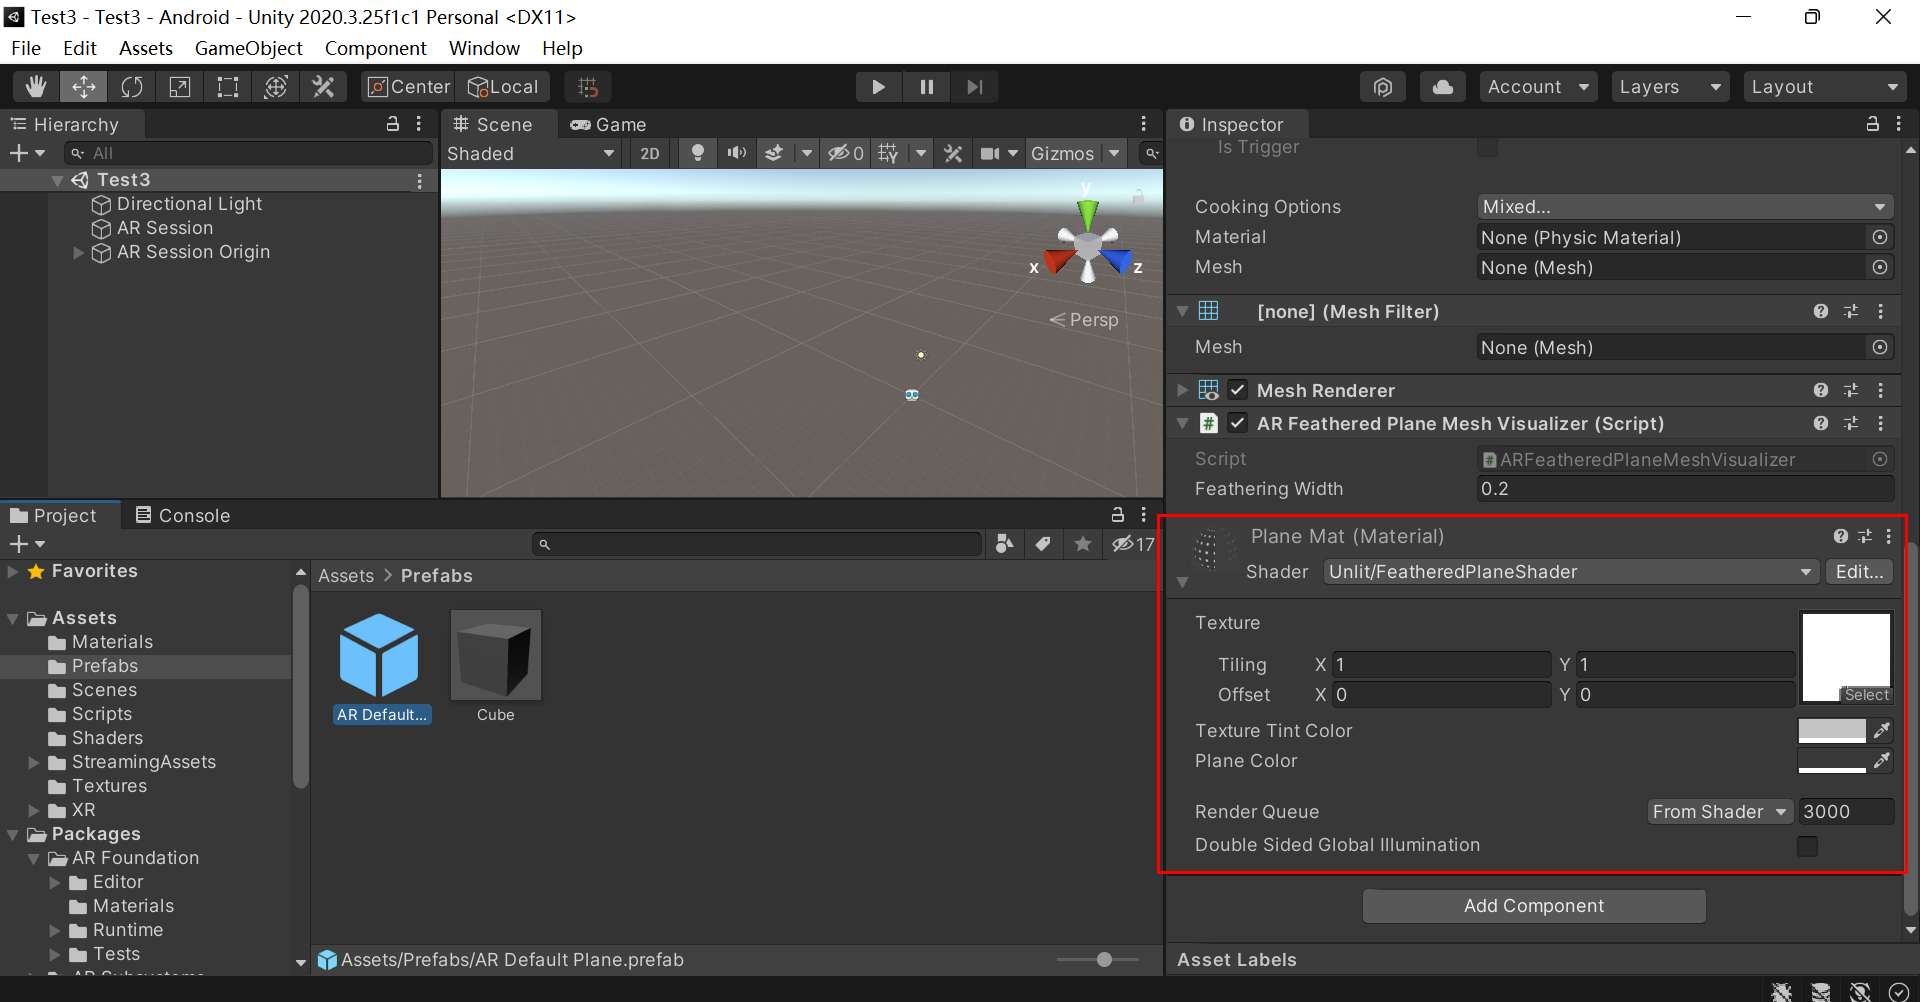 Test3 - Test3 - Android - Unity 2020.3.25f1c1 Personal <DX11>
File Edit Assets GameObject Component Window Help
Center Local Account Layers Layout
Hierarchy
All
Test3
Directional Light
AR Session
AR Session Origin
Scene Game
Shaded 2D 0 Gizmos
y
x z
Persp
Inspector
Is Trigger
Cooking Options Mixed...
Material None (Physic Material)
Mesh None (Mesh)
[none] (Mesh Filter)
Mesh None (Mesh)
Mesh Renderer
# AR Feathered Plane Mesh Visualizer (Script)
Script # ARFeatheredPlaneMeshVisualizer
Feathering Width 0.2
Plane Mat (Material)
Shader Unlit/FeatheredPlaneShader Edit...
Texture
Tiling X 1 Y 1
Offset X 0 Y 0
Select
Texture Tint Color
Plane Color
Render Queue From Shader 3000
Double Sided Global Illumination
Add Component
Asset Labels
Project Console
17
Favorites
Assets
Materials
Prefabs
Scenes
Scripts
Shaders
StreamingAssets
Textures
XR
Packages
AR Foundation
Editor
Materials
Runtime
Tests
AR Subsystems
Assets > Prefabs
AR Default... Cube
Assets/Prefabs/AR Default Plane.prefab